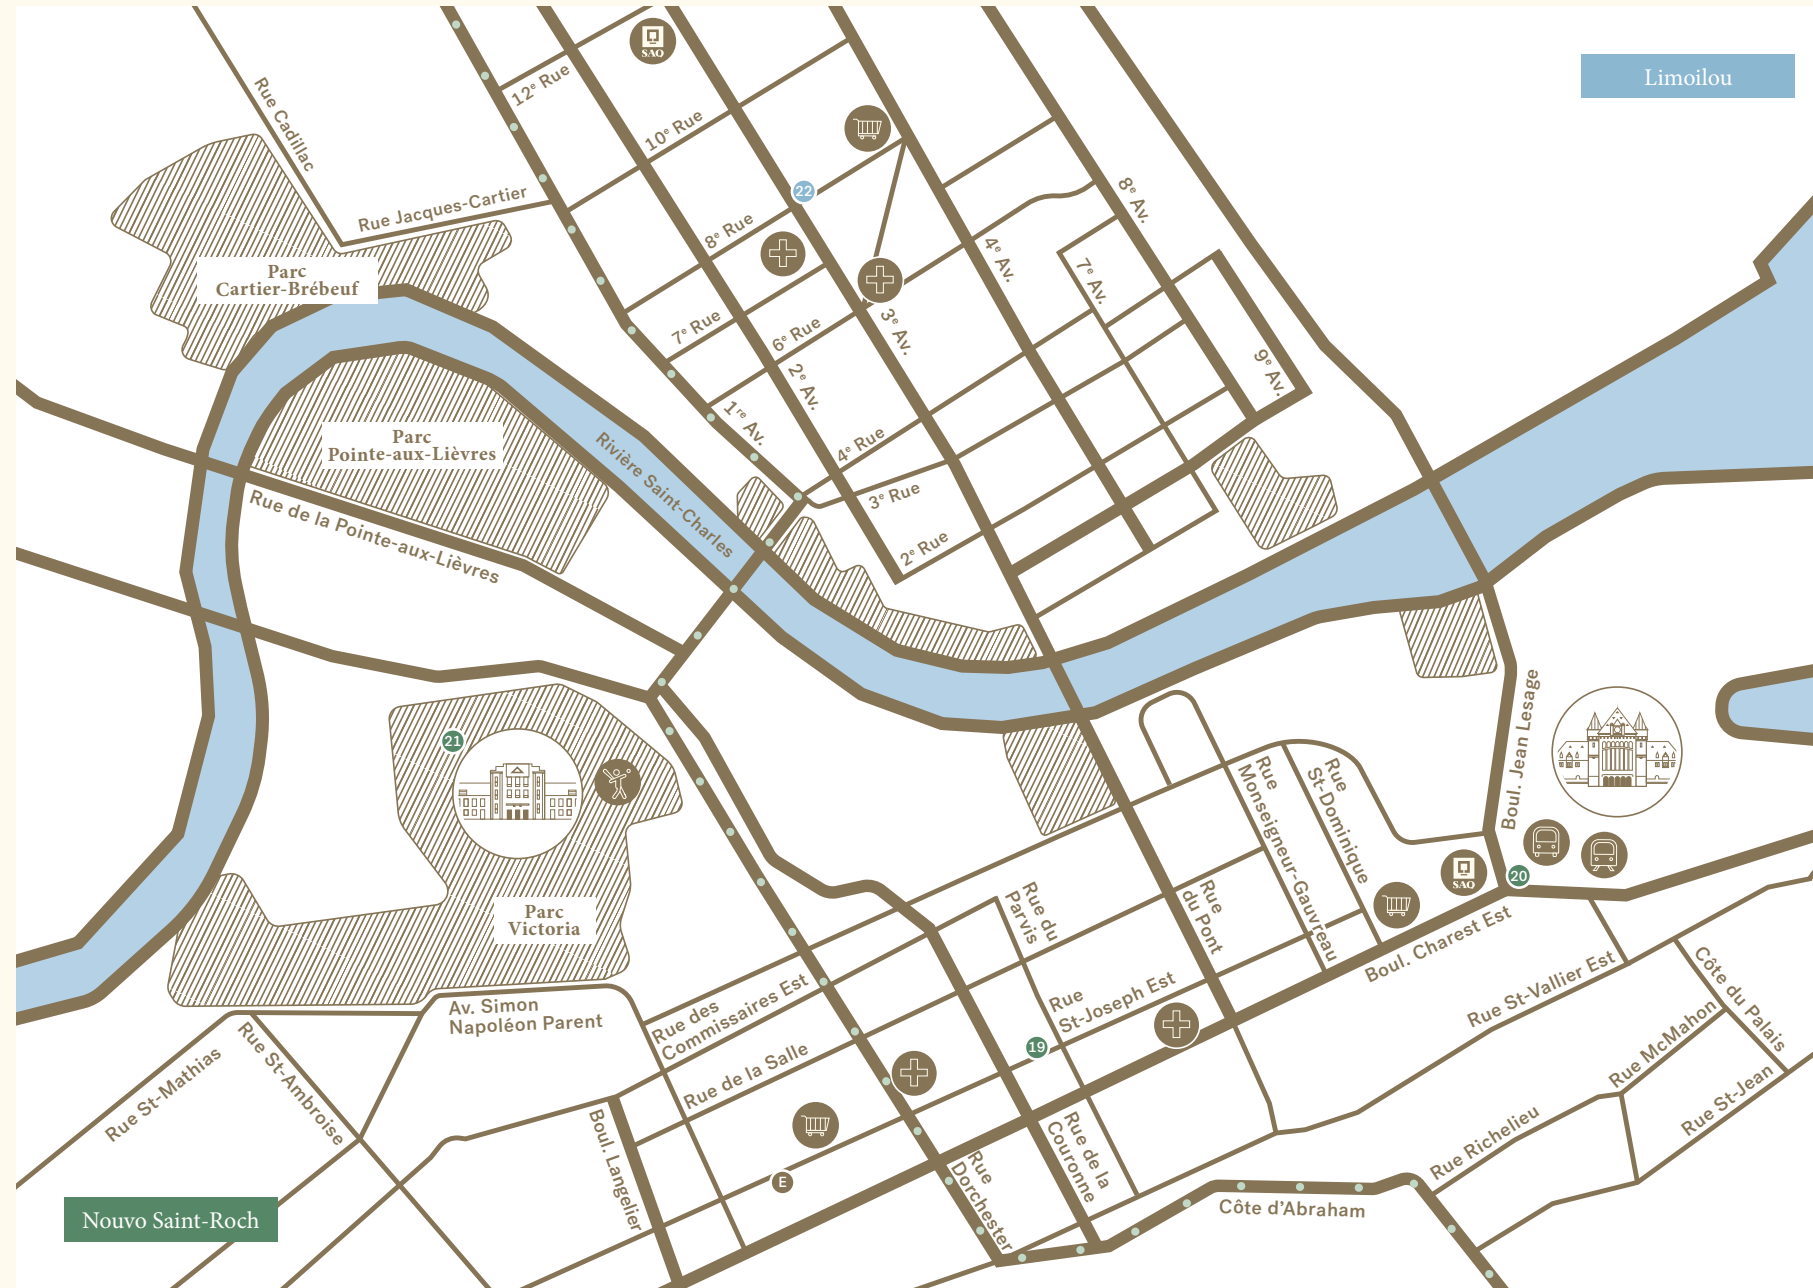 Limoilou
SAQ
12e Rue
Rue Cadillac
10e Rue
22
Rue Jacques-Cartier
8e Av.
8e Rue
4e Av.
7e Av.
Parc
Cartier-Brébeuf
7e Rue
6e Rue
3e Av.
9e Av.
2e Av.
1re Av.
Parc
Pointe-aux-Lièvres
4e Rue
Rivière Saint-Charles
3e Rue
Rue de la Pointe-aux-Lièvres
2e Rue
Boul. Jean Lesage
21
Rue
Monseigneur-Gauvreau
Rue
St-Dominique
SAQ
20
Parc
Victoria
Rue du
Parvis
Rue
du Pont
Boul. Charest Est
Rue St-Vallier Est
Côte du Palais
Av. Simon
Napoléon Parent
Rue des
Commissaires Est
Rue
St-Joseph Est
19
Rue St-Mathias
Rue St-Ambroise
Rue de la Salle
Rue McMahon
Rue St-Jean
Rue Richelieu
Boul. Langelier
E
Rue
Dorchester
Rue de la
Couronne
Côte d’Abraham
Nouvo Saint-Roch